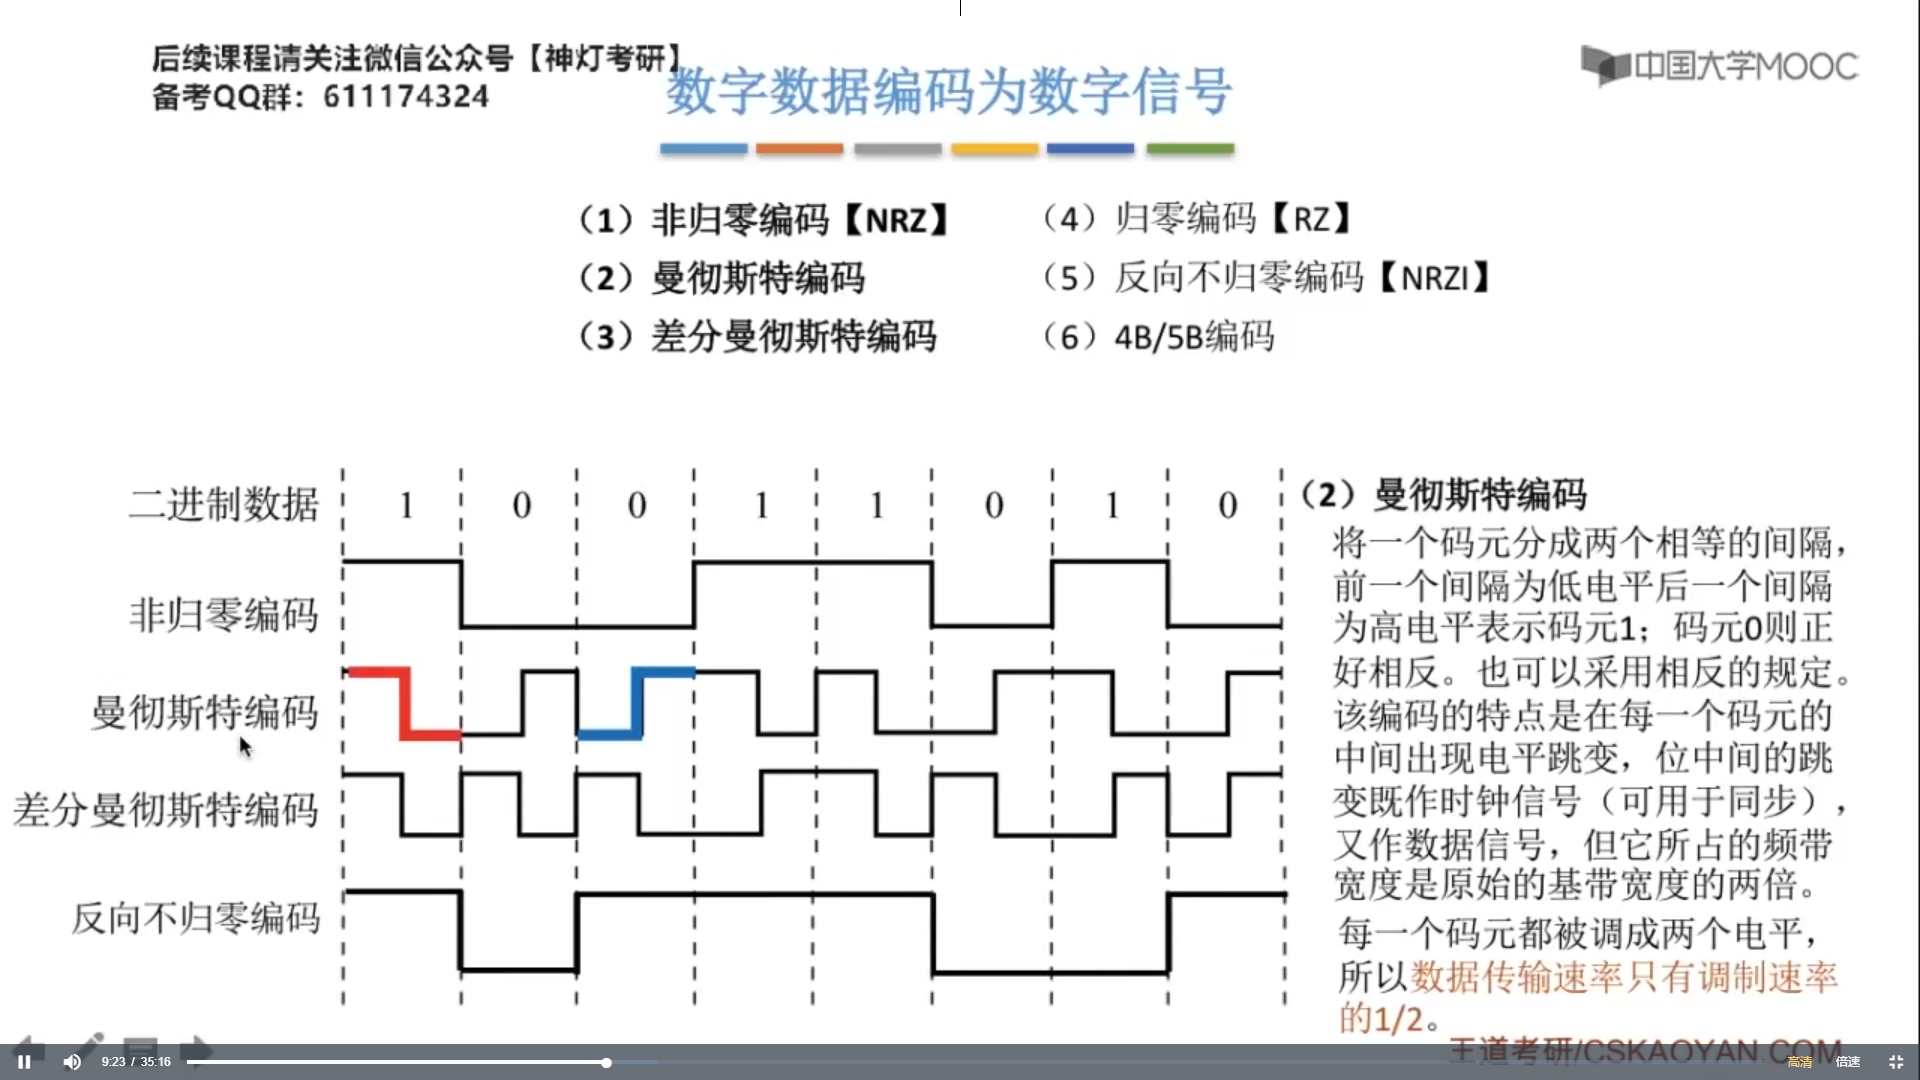 后续课程请关注微信公众号【神灯考研】
备考QQ群：611174324
中国大学MOOC
数字数据编码为数字信号
（1）非归零编码【NRZ】
（2）曼彻斯特编码
（3）差分曼彻斯特编码
（4）归零编码【RZ】
（5）反向不归零编码【NRZI】
（6）4B/5B编码
二进制数据 1 0 0 1 1 0 1 0
非归零编码
曼彻斯特编码
差分曼彻斯特编码
反向不归零编码
（2）曼彻斯特编码
将一个码元分成两个相等的间隔，
前一个间隔为低电平后一个间隔
为高电平表示码元1；码元0则正
好相反。也可以采用相反的规定。
该编码的特点是在每一个码元的
中间出现电平跳变，位中间的跳
变既作时钟信号（可用于同步），
又作数据信号，但它所占的频带
宽度是原始的基带宽度的两倍。
每一个码元都被调成两个电平，
所以数据传输速率只有调制速率
的1/2。
王道考研/CSKAOYAN.COM
9:23 / 35:16
高清
倍速